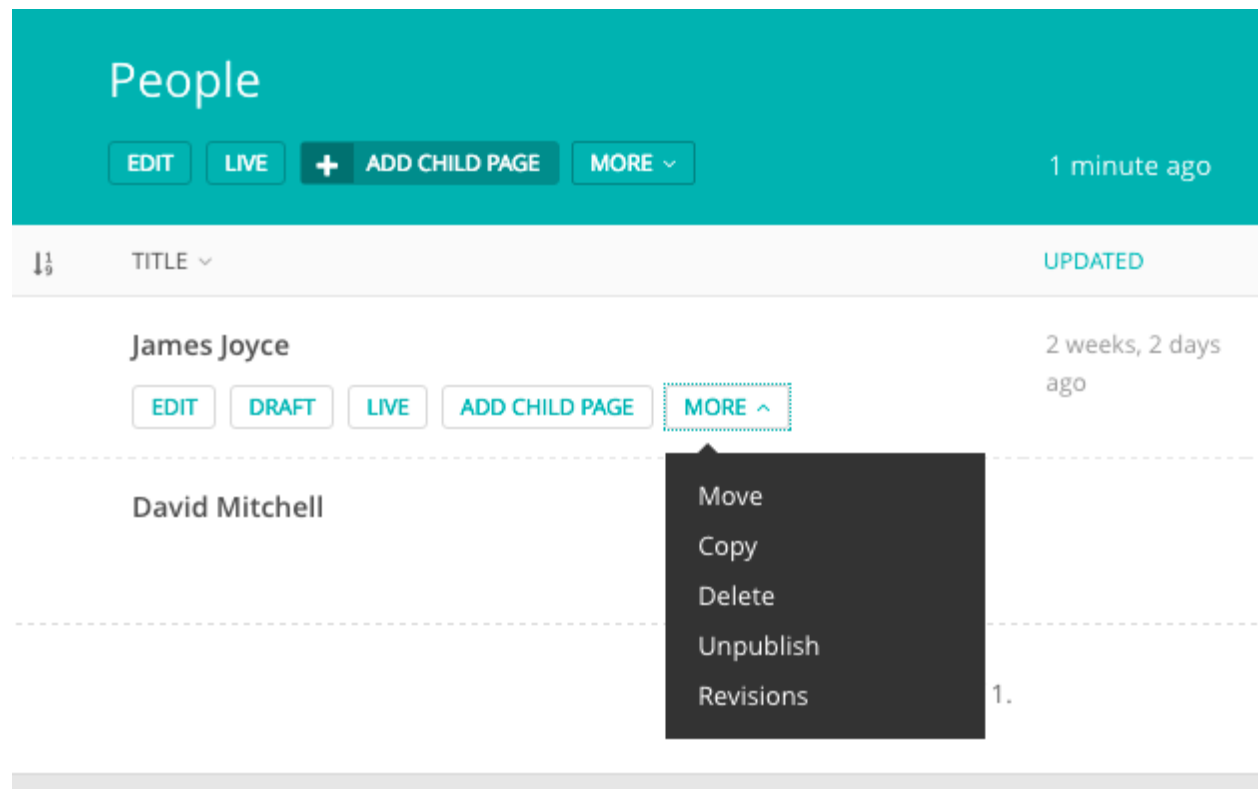 People
EDIT LIVE + ADD CHILD PAGE MORE 1 minute ago
TITLE UPDATED
James Joyce 2 weeks, 2 days
ago
EDIT DRAFT LIVE ADD CHILD PAGE MORE
Move
David Mitchell
Copy
Delete
Unpublish
Revisions 1.